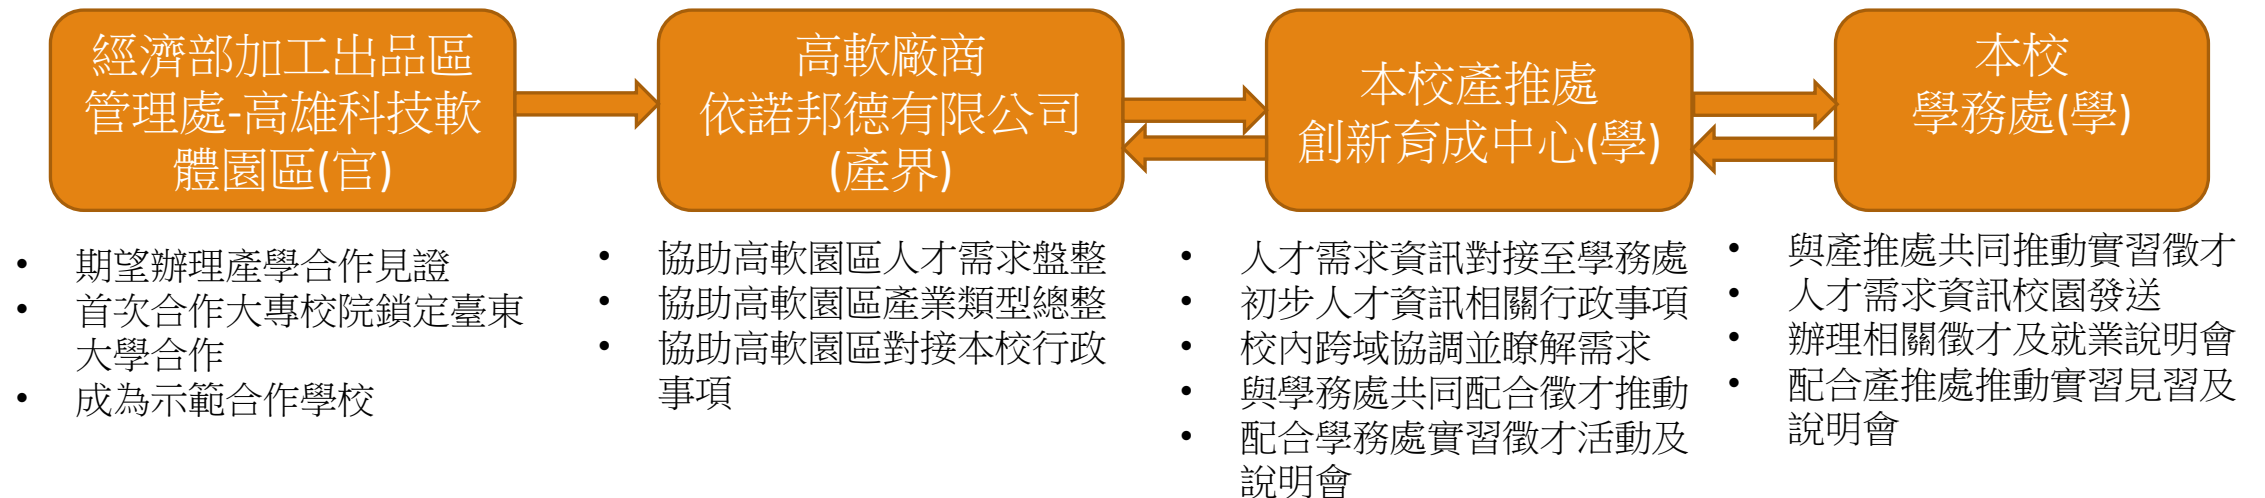 經濟部加工出品區
管理處-高雄科技軟
體園區(官)
高軟廠商
依諾邦德有限公司
(產界)
本校產推處
創新育成中心(學)
本校
學務處(學)
• 期望辦理產學合作見證
• 首次合作大專校院鎖定臺東
大學合作
• 成為示範合作學校
• 協助高軟園區人才需求盤整
• 協助高軟園區產業類型總整
• 協助高軟園區對接本校行政
事項
• 人才需求資訊對接至學務處
• 初步人才資訊相關行政事項
• 校內跨域協調並瞭解需求
• 與學務處共同配合徵才推動
• 配合學務處實習徵才活動及
說明會
• 與產推處共同推動實習徵才
• 人才需求資訊校園發送
• 辦理相關徵才及就業說明會
• 配合產推處推動實習見習及
說明會